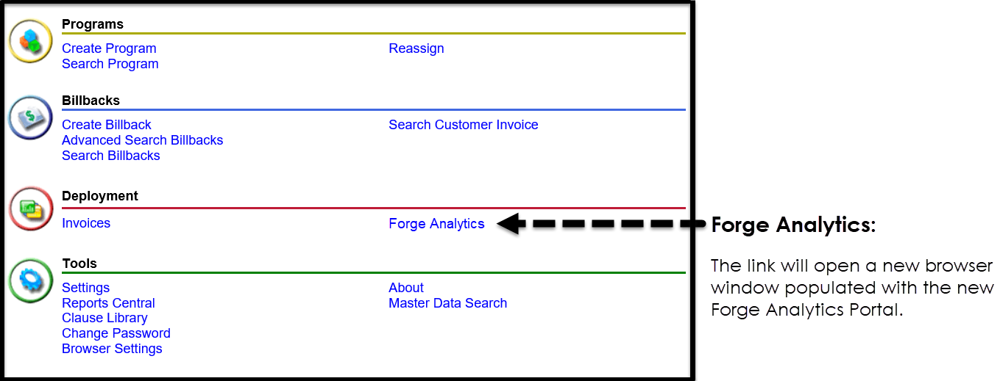 Programs
Create Program
Reassign
Search Program
Billbacks
Create Billback
Search Customer Invoice
Advanced Search Billbacks
Search Billbacks
Deployment
Invoices
Forge Analytics
Forge Analytics:
The link will open a new browser
window populated with the new
Forge Analytics Portal.
Tools
Settings
About
Reports Central
Master Data Search
Clause Library
Change Password
Browser Settings